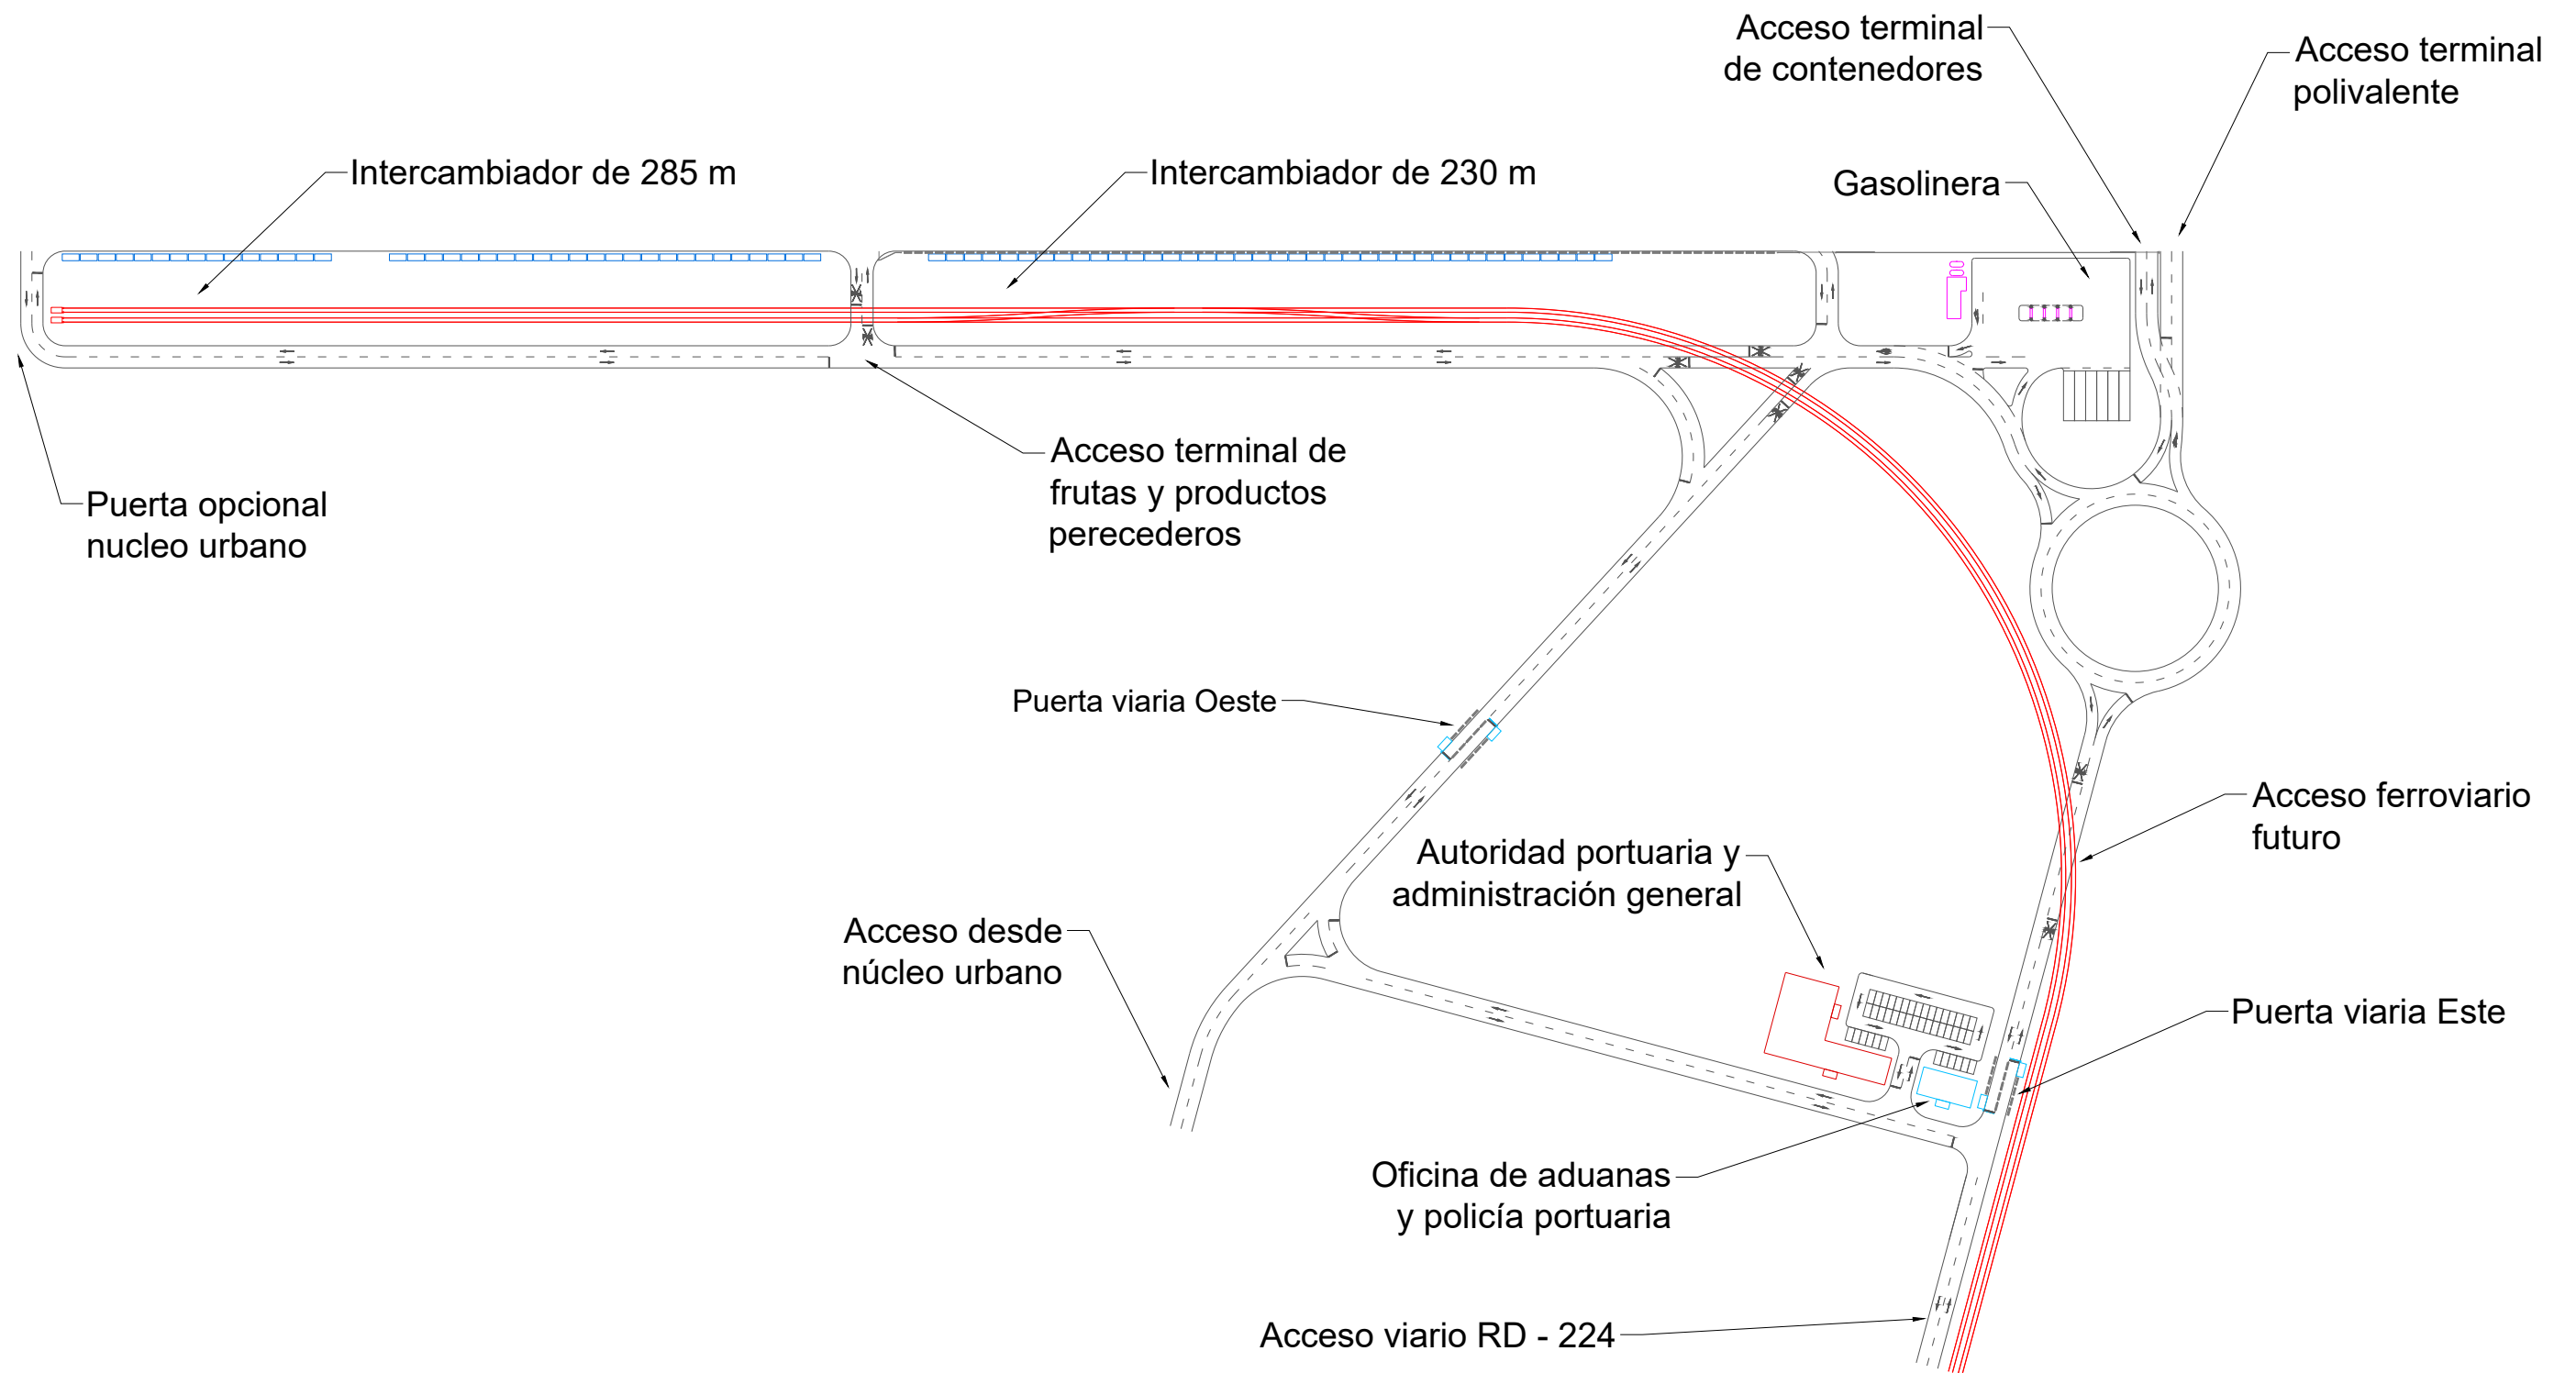 Acceso terminal
de contenedores
Acceso terminal
polivalente
Intercambiador de 285 m
Intercambiador de 230 m
Gasolinera
Puerta opcional
nucleo urbano
Acceso terminal de
frutas y productos
perecederos
Puerta viaria Oeste
Acceso ferroviario
futuro
Autoridad portuaria y
administración general
Acceso desde
núcleo urbano
Puerta viaria Este
Oficina de aduanas
y policía portuaria
Acceso viario RD - 224